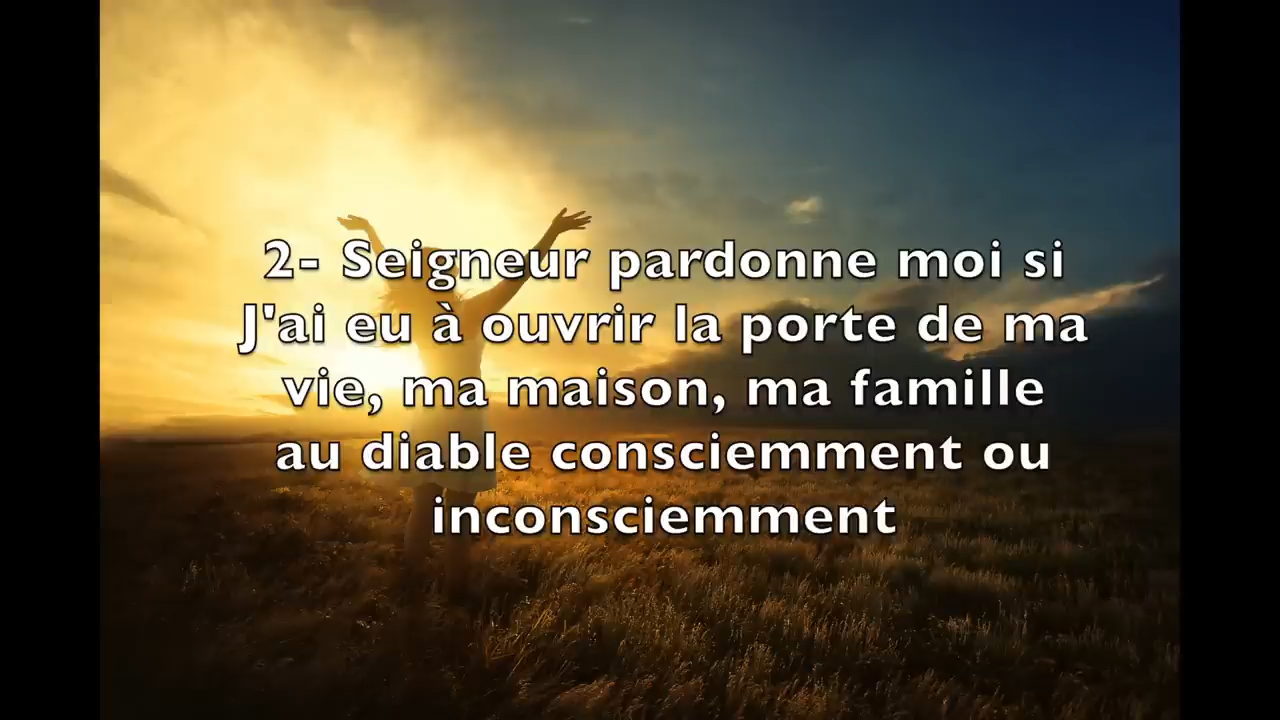 2- Seigneur pardonne moi si
J'ai eu à ouvrir la porte de ma
vie, ma maison, ma famille
au diable consciemment ou
inconsciemment